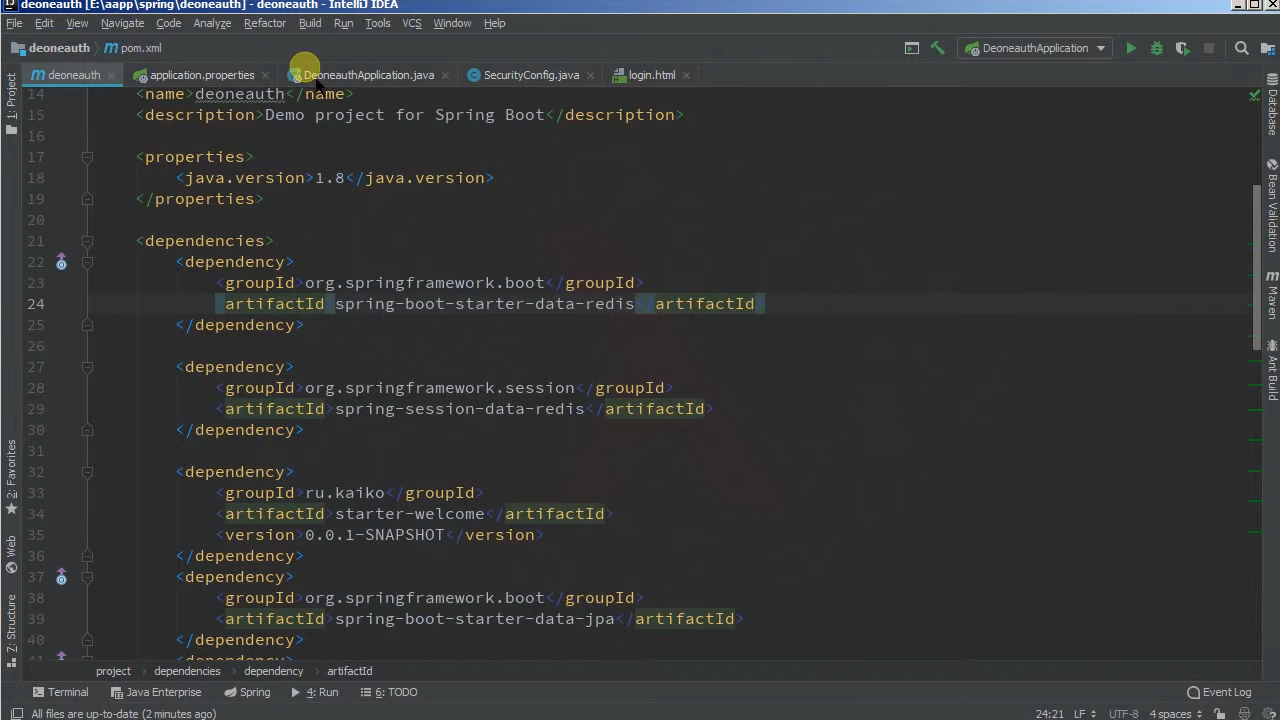 deoneauth [E:\aapp\spring\deoneauth] - deoneauth - IntelliJ IDEA
File Edit View Navigate Code Analyze Refactor Build Run Tools VCS Window Help
deoneauth pom.xml DeoneauthApplication
deoneauth application.properties DeoneauthApplication.java SecurityConfig.java login.html
14 <name>deoneauth</name>
15 <description>Demo project for Spring Boot</description>
16
17 <properties>
18 <java.version>1.8</java.version>
19 </properties>
20
21 <dependencies>
22 <dependency>
23 <groupId>org.springframework.boot</groupId>
24 <artifactId>spring-boot-starter-data-redis</artifactId>
25 </dependency>
26
27 <dependency>
28 <groupId>org.springframework.session</groupId>
29 <artifactId>spring-session-data-redis</artifactId>
30 </dependency>
31
32 <dependency>
33 <groupId>ru.kaiko</groupId>
34 <artifactId>starter-welcome</artifactId>
35 <version>0.0.1-SNAPSHOT</version>
36 </dependency>
37 <dependency>
38 <groupId>org.springframework.boot</groupId>
39 <artifactId>spring-boot-starter-data-jpa</artifactId>
40 </dependency>
41 <dependency>
1: Project
2: Favorites
Web
Z: Structure
Database
Bean Validation
Maven
Ant Build
project dependencies dependency artifactId
Terminal Java Enterprise Spring 4: Run 6: TODO Event Log
All files are up-to-date (2 minutes ago) 24:21 LF UTF-8 4 spaces